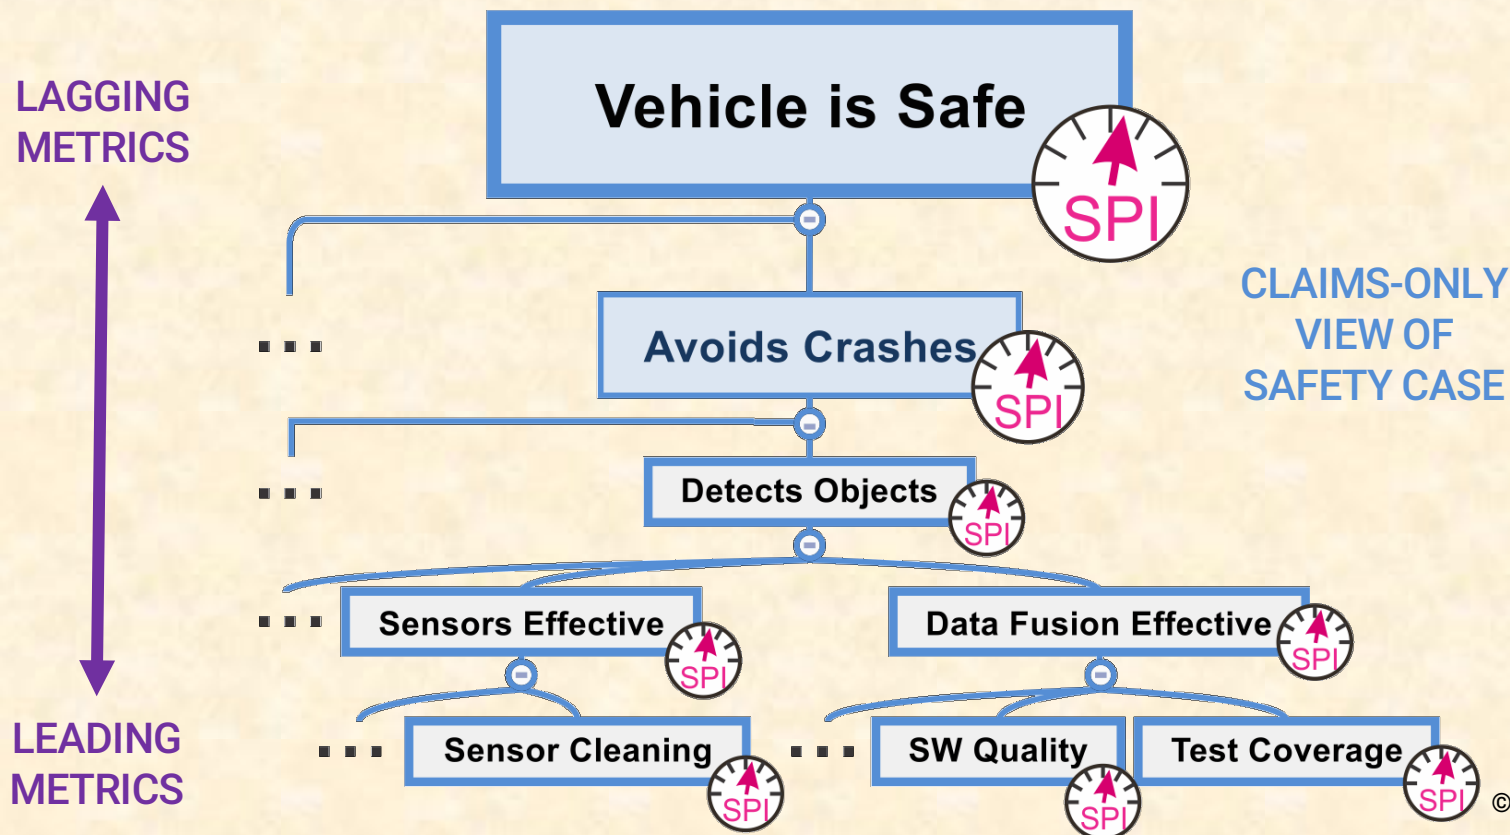 LAGGING
METRICS
Vehicle is Safe
SPI
CLAIMS-ONLY
VIEW OF
SAFETY CASE
...
Avoids Crashes
SPI
...
Detects Objects
SPI
...
Sensors Effective
SPI
Data Fusion Effective
SPI
LEADING
METRICS
...
Sensor Cleaning
SPI
...
SW Quality
SPI
Test Coverage
SPI
©